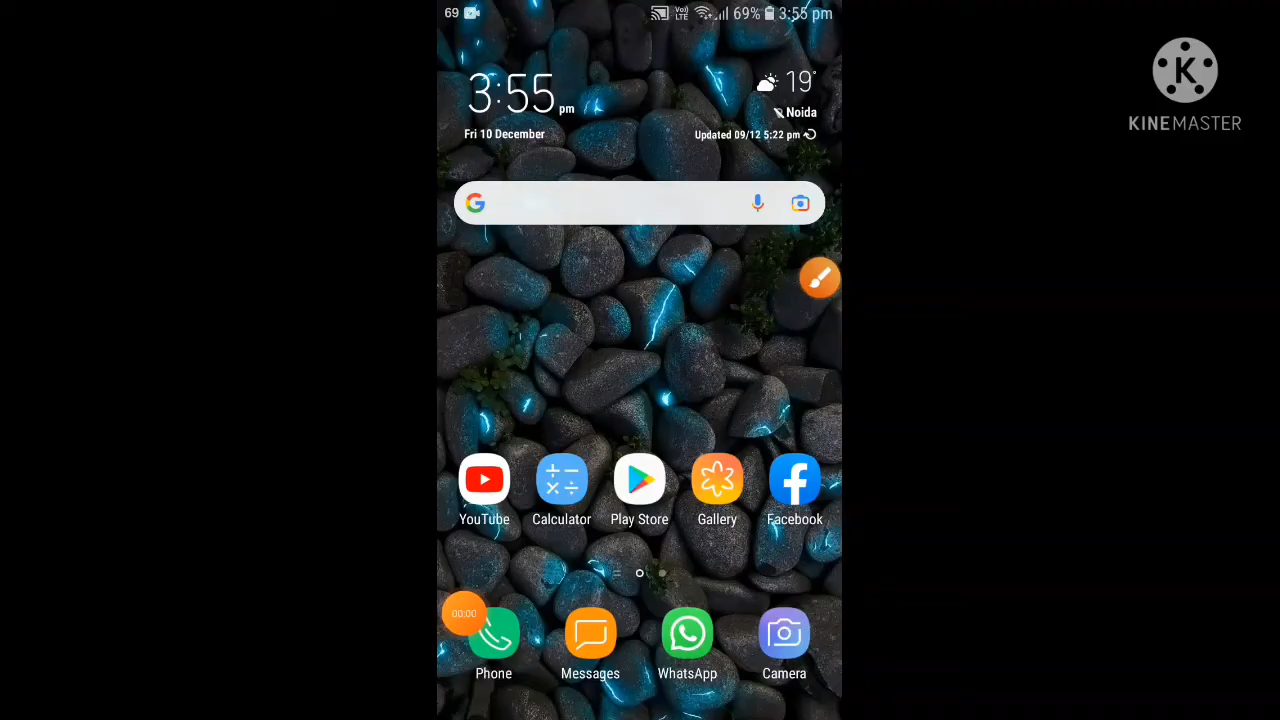 69 VoLTE 69% 3:55 pm
K
KINEMASTER
3:55 pm
19°
Noida
Fri 10 December
Updated 09/12 5:22 pm
YouTube Calculator Play Store Gallery Facebook
00:00
Phone Messages WhatsApp Camera